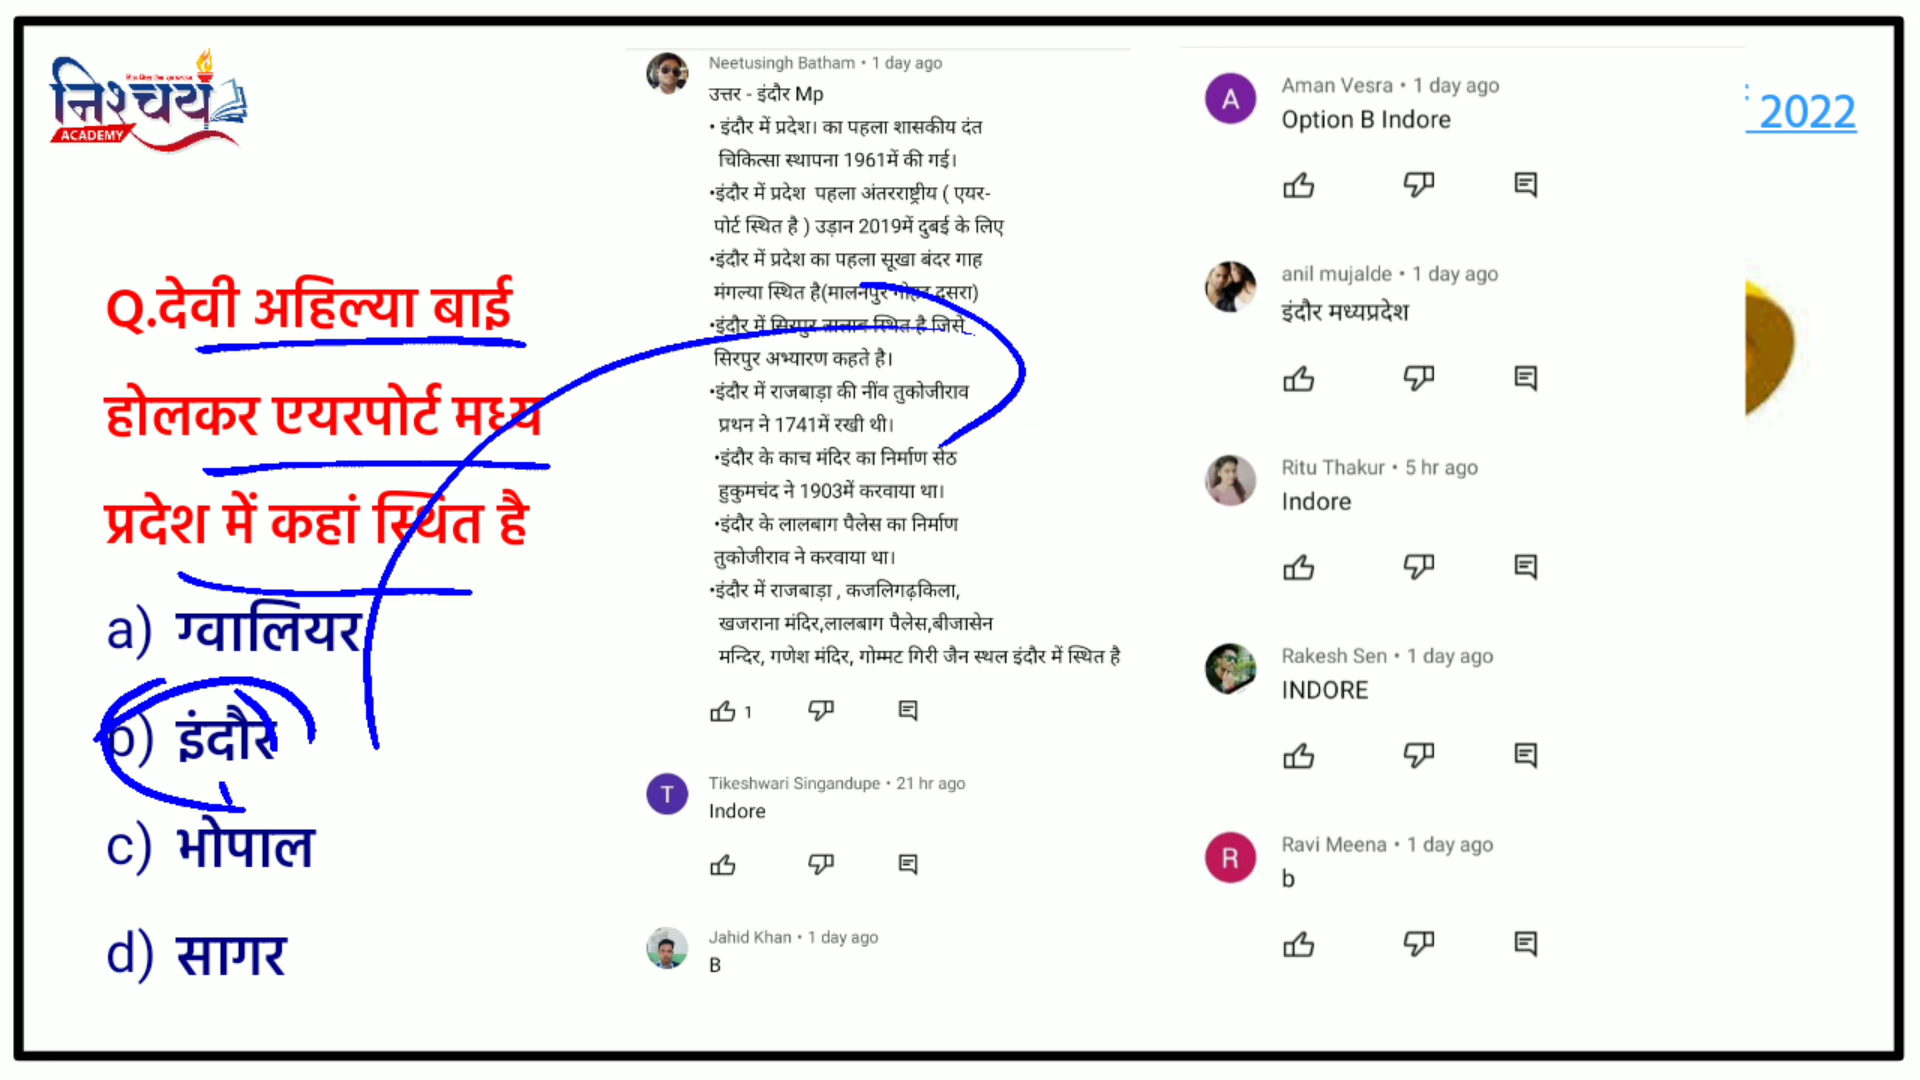 निश्चय
ACADEMY
2022
Q.देवी अहिल्या बाई
होलकर एयरपोर्ट मध्य
प्रदेश में कहां स्थित है
a) ग्वालियर
b) इंदौर
c) भोपाल
d) सागर
Neetusingh Batham • 1 day ago
उत्तर - इंदौर Mp
• इंदौर में प्रदेश। का पहला शासकीय दंत
चिकित्सा स्थापना 1961में की गई।
•इंदौर में प्रदेश पहला अंतरराष्ट्रीय ( एयर-
पोर्ट स्थित है ) उड़ान 2019में दुबई के लिए
•इंदौर में प्रदेश का पहला सूखा बंदर गाह
मंगल्या स्थित है(मालनपुर गोहद दूसरा)
•इंदौर में सिरपुर तालाब स्थित है जिसे
सिरपुर अभ्यारण कहते है।
•इंदौर में राजबाड़ा की नींव तुकोजीराव
प्रथन ने 1741में रखी थी।
•इंदौर के काच मंदिर का निर्माण सेठ
हुकुमचंद ने 1903में करवाया था।
•इंदौर के लालबाग पैलेस का निर्माण
तुकोजीराव ने करवाया था।
•इंदौर में राजबाड़ा , कजलिगढ़किला,
खजराना मंदिर,लालबाग पैलेस,बीजासेन
मन्दिर, गणेश मंदिर, गोम्मट गिरी जैन स्थल इंदौर में स्थित है
1
T
Tikeshwari Singandupe • 21 hr ago
Indore
Jahid Khan • 1 day ago
B
A
Aman Vesra • 1 day ago
Option B Indore
anil mujalde • 1 day ago
इंदौर मध्यप्रदेश
Ritu Thakur • 5 hr ago
Indore
Rakesh Sen • 1 day ago
INDORE
R
Ravi Meena • 1 day ago
b